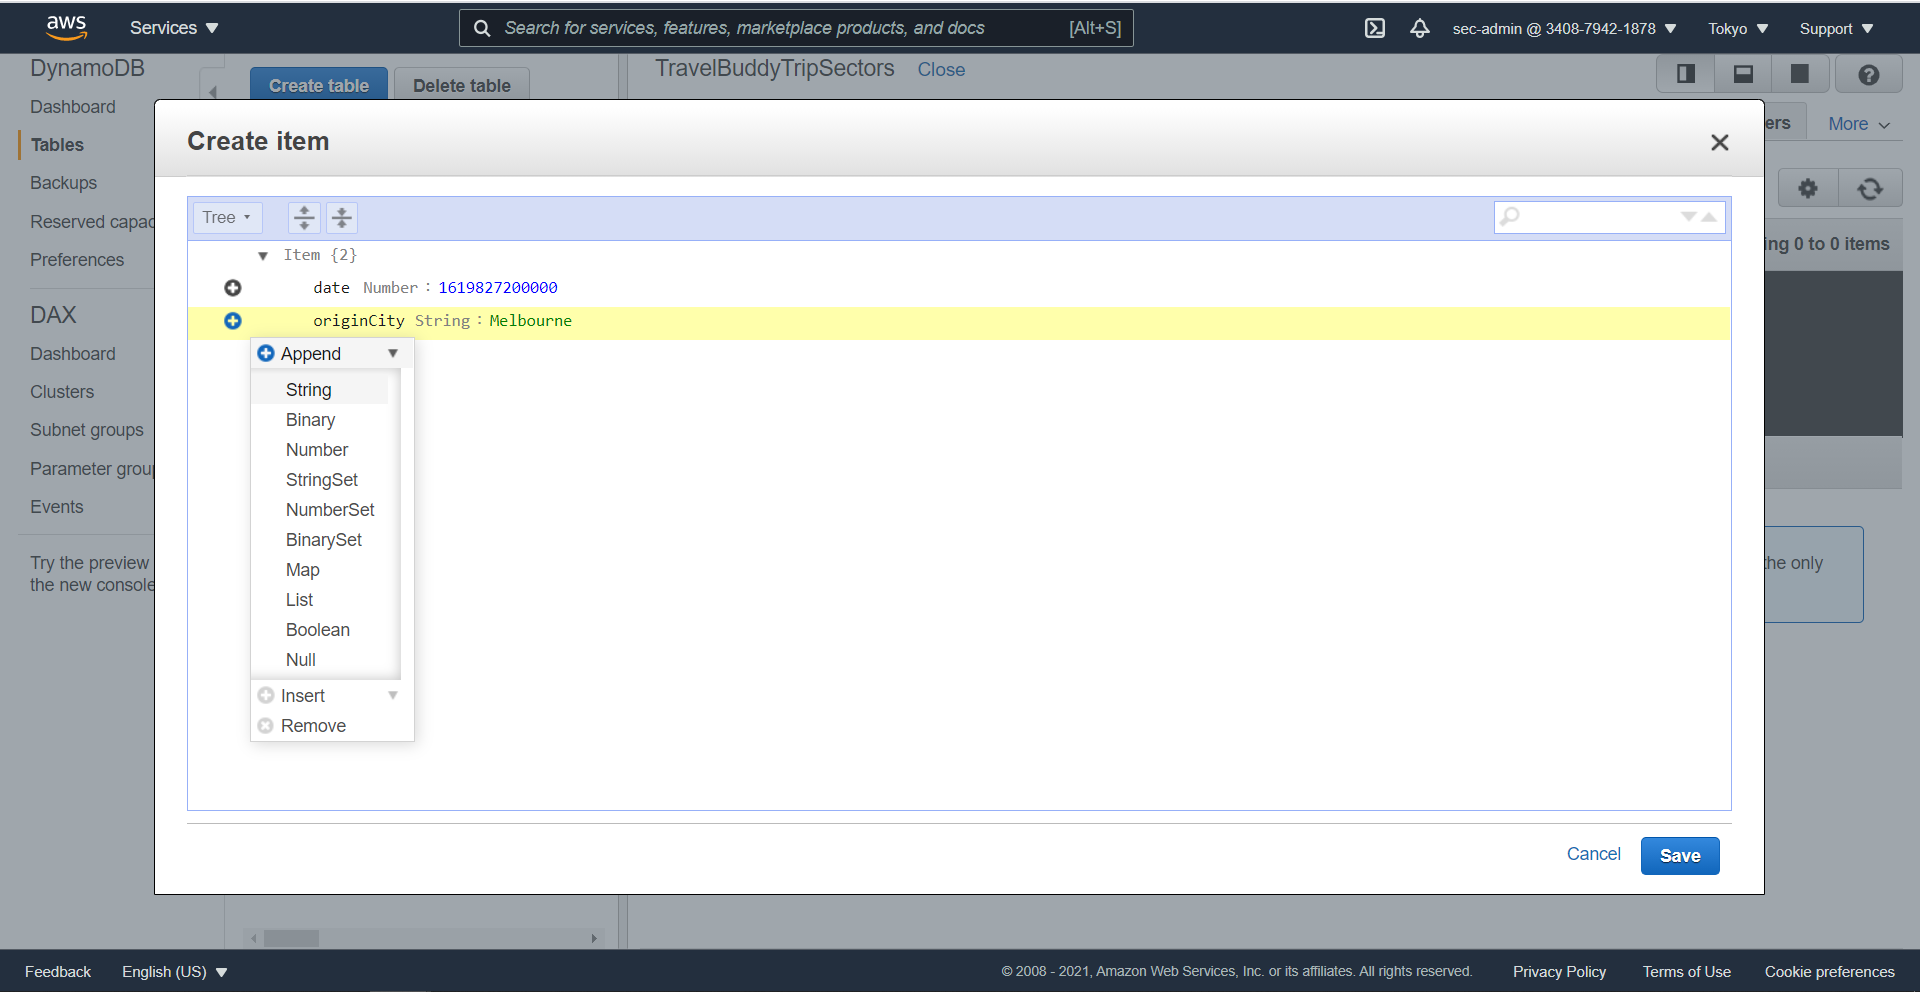 aws
Services
Search for services, features, marketplace products, and docs
[Alt+S]
sec-admin @ 3408-7942-1878
Tokyo
Support
DynamoDB
Dashboard
Tables
Backups
Reserved capac
Preferences
DAX
Dashboard
Clusters
Subnet groups
Parameter group
Events
Try the preview
the new console
Create table
Delete table
TravelBuddyTripSectors
Close
ers
More
ing 0 to 0 items
the only
Create item
Tree
Item {2}
date Number : 1619827200000
originCity String : Melbourne
Append
String
Binary
Number
StringSet
NumberSet
BinarySet
Map
List
Boolean
Null
Insert
Remove
Cancel
Save
Feedback
English (US)
© 2008 - 2021, Amazon Web Services, Inc. or its affiliates. All rights reserved.
Privacy Policy
Terms of Use
Cookie preferences